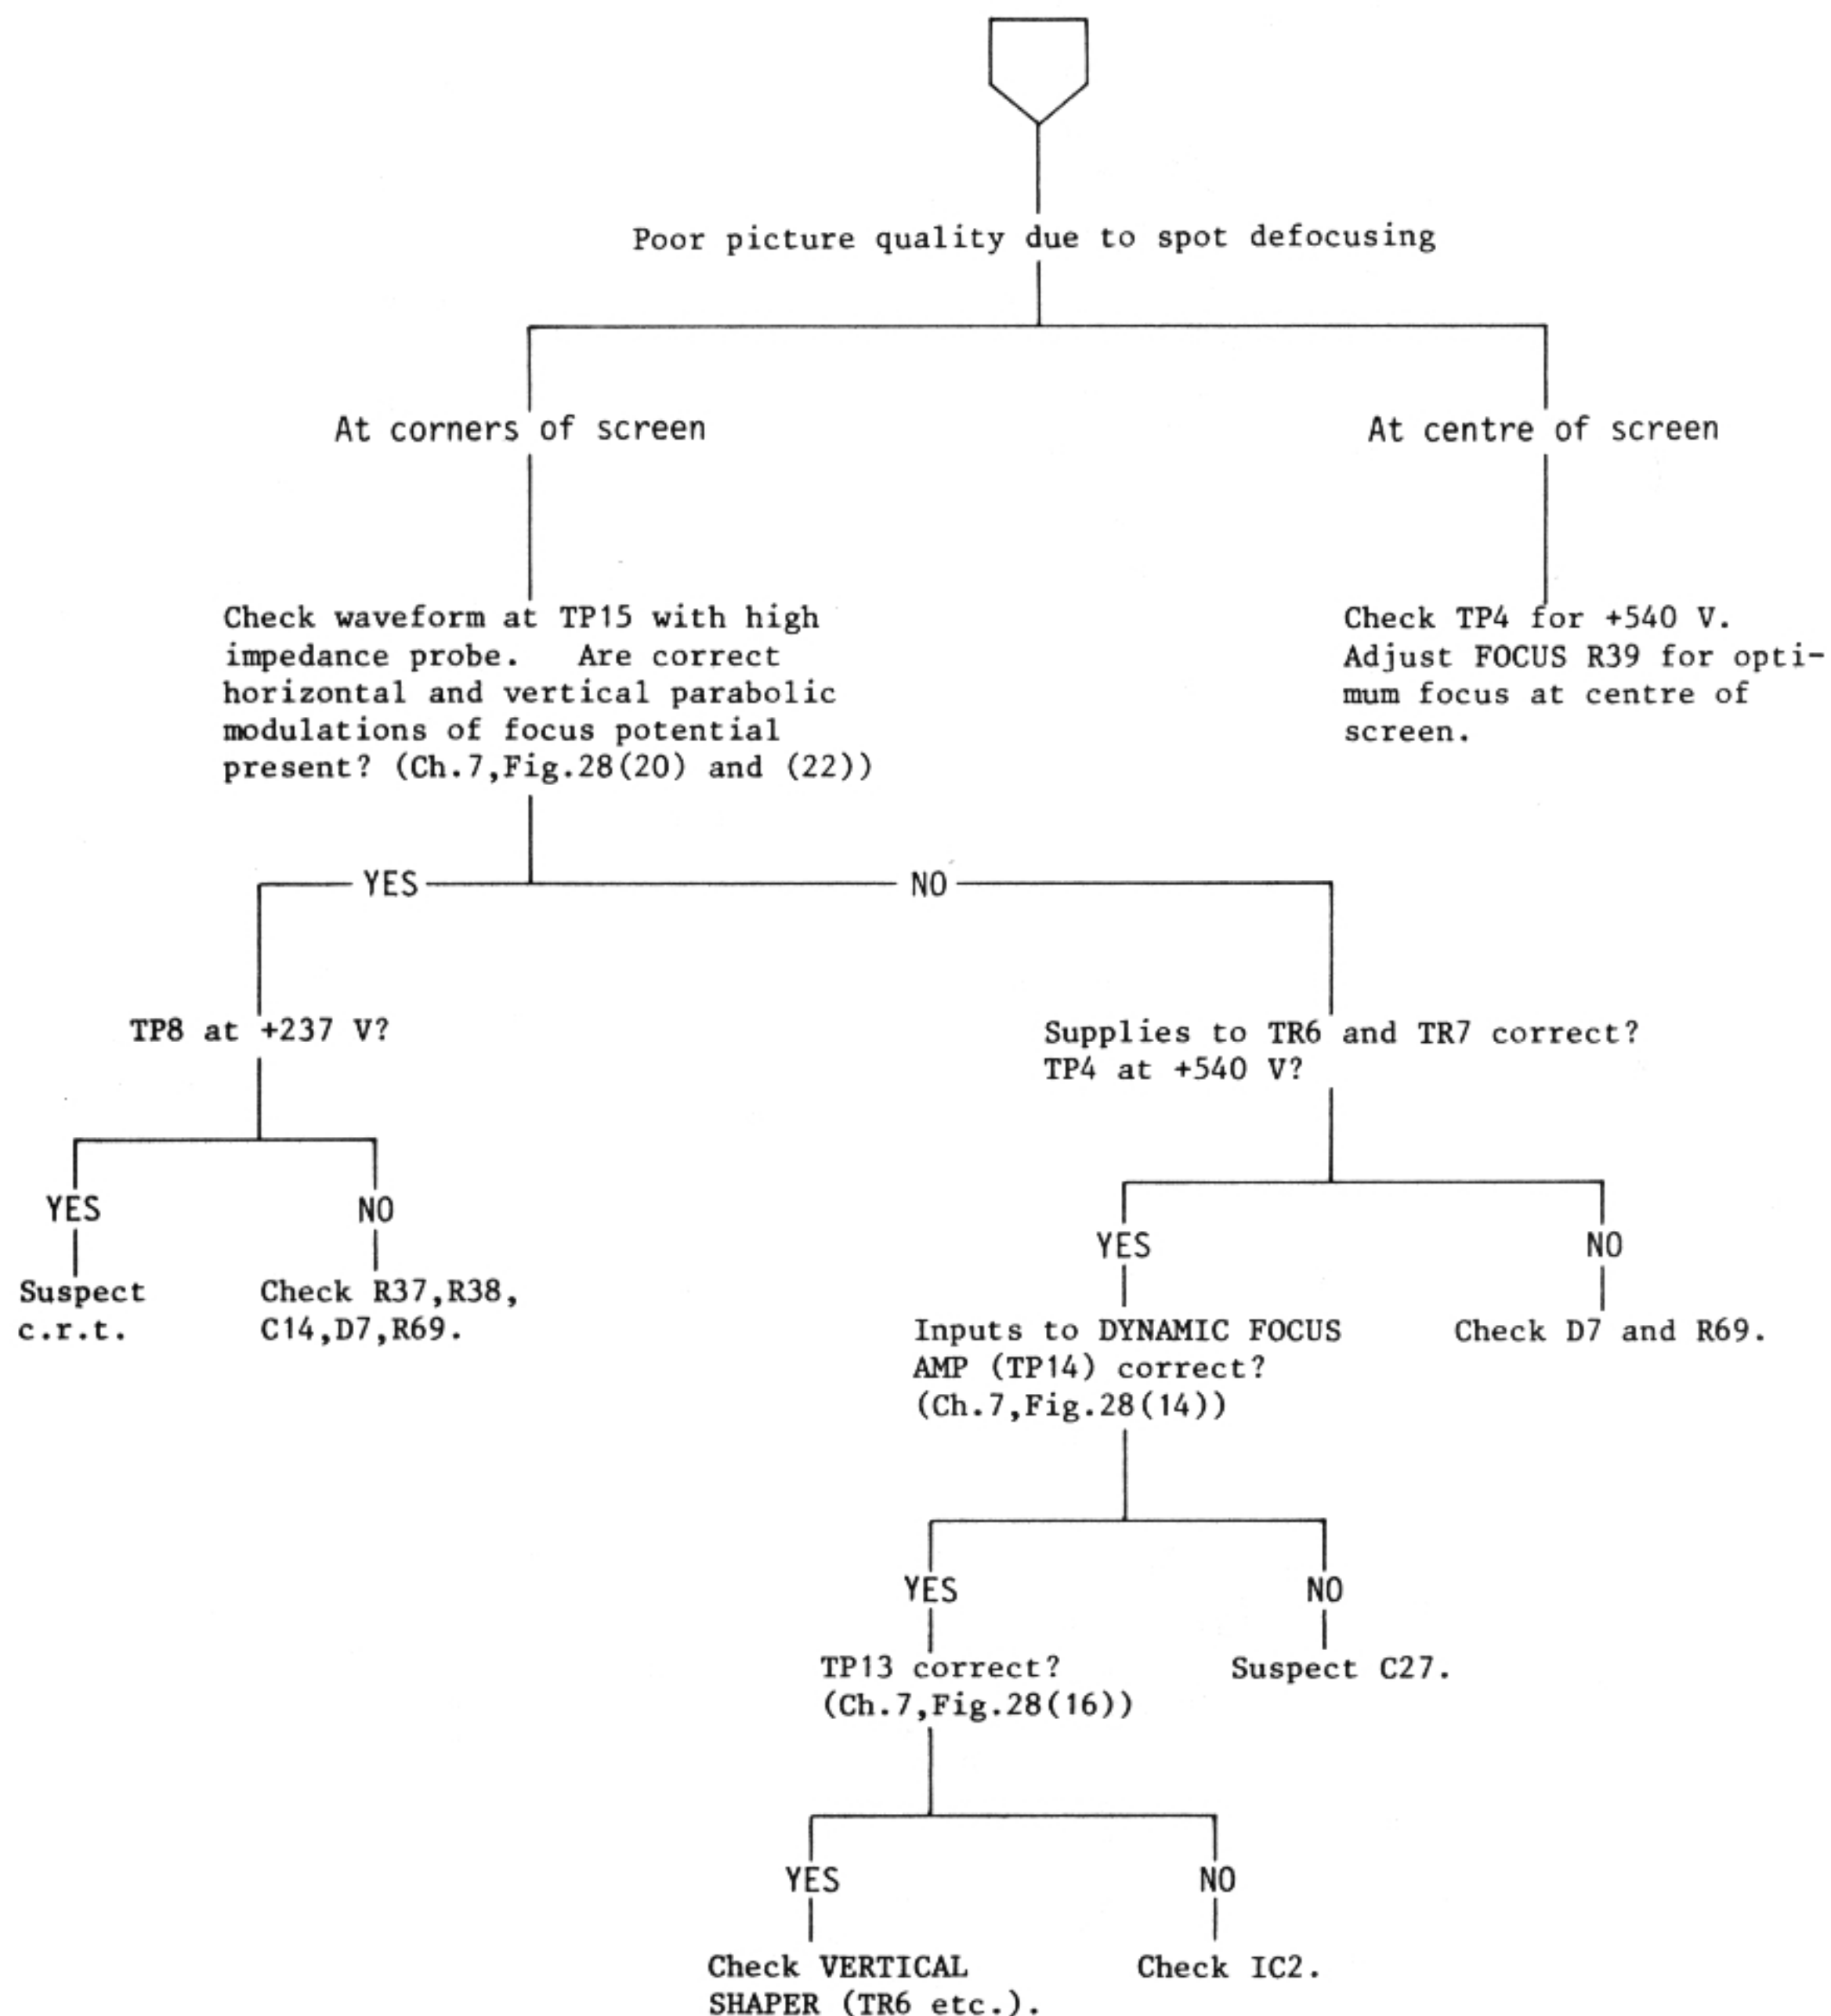 Poor picture quality due to spot defocusing
At corners of screen
At centre of screen
Check waveform at TP15 with high
impedance probe.   Are correct
horizontal and vertical parabolic
modulations of focus potential
present? (Ch.7,Fig.28(20) and (22))
Check TP4 for +540 V.
Adjust FOCUS R39 for opti-
mum focus at centre of
screen.
YES
NO
TP8 at +237 V?
Supplies to TR6 and TR7 correct?
TP4 at +540 V?
YES
NO
Suspect
c.r.t.
Check R37,R38,
C14,D7,R69.
YES
NO
Inputs to DYNAMIC FOCUS
AMP (TP14) correct?
(Ch.7,Fig.28(14))
Check D7 and R69.
YES
NO
TP13 correct?
(Ch.7,Fig.28(16))
Suspect C27.
YES
NO
Check VERTICAL
SHAPER (TR6 etc.).
Check IC2.